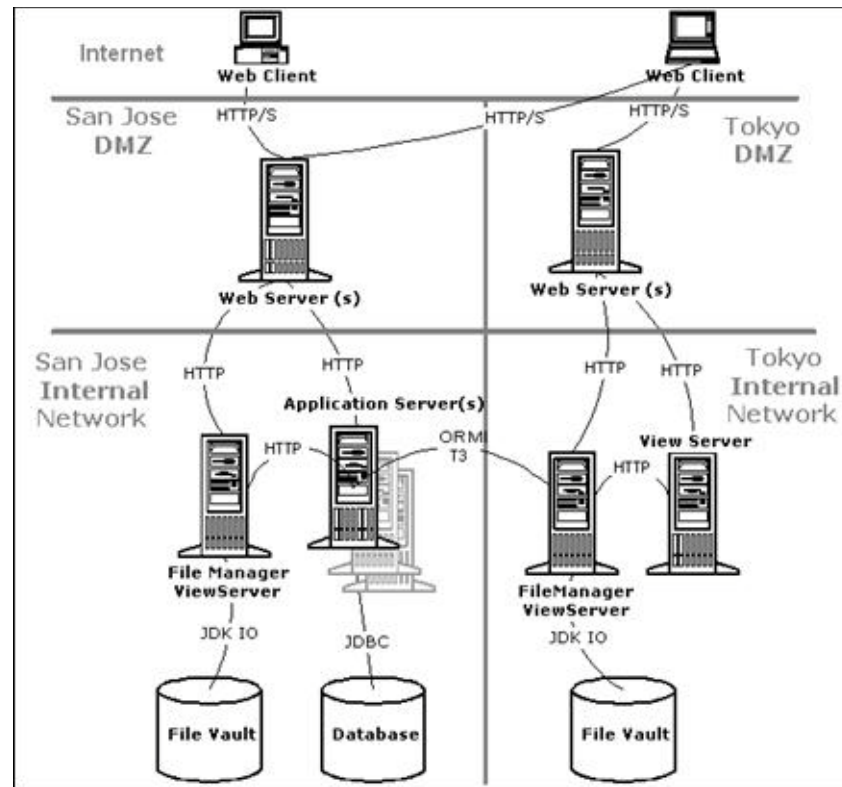 Internet
Web Client
Web Client
San Jose
DMZ
HTTP/S
HTTP/S
HTTP/S
Tokyo
DMZ
Web Server (s)
Web Server (s)
San Jose
Internal
Network
HTTP
HTTP
HTTP
HTTP
Tokyo
Internal
Network
Application Server(s)
View Server
HTTP
ORMI
T3
HTTP
File Manager
ViewServer
FileManager
ViewServer
JDK IO
JDBC
JDK IO
File Vault
Database
File Vault